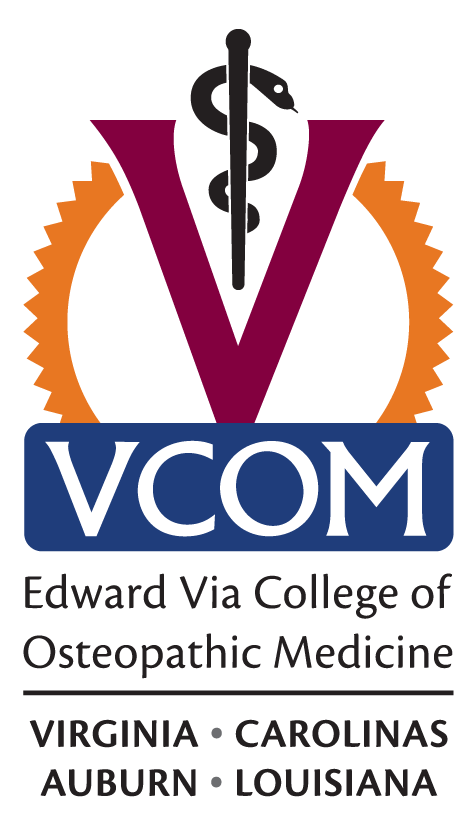 V
VCOM
Edward Via College of
Osteopathic Medicine
VIRGINIA • CAROLINAS
AUBURN • LOUISIANA